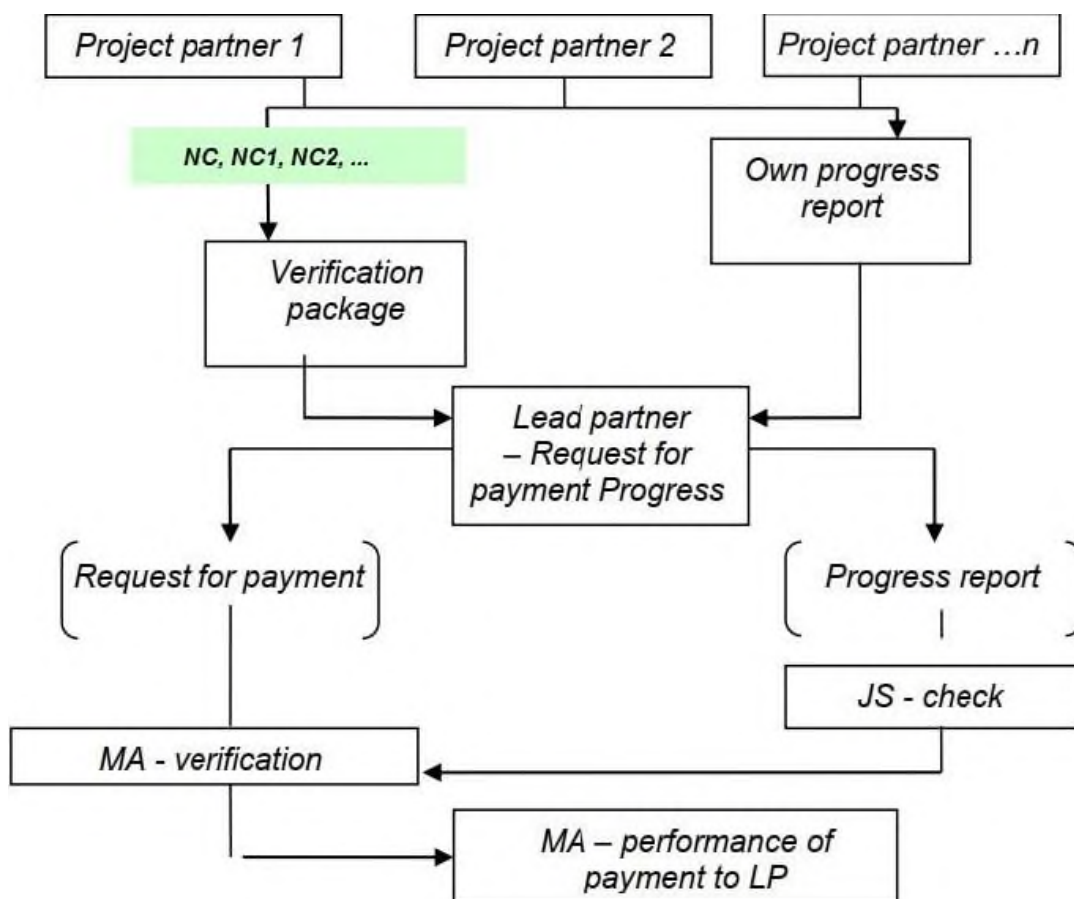 Project partner 1
Project partner 2
Project partner ...n
NC, NC1, NC2, ...
Own progress
report
Verification
package
Lead partner
– Request for
payment Progress
Request for payment
Progress report
JS - check
MA - verification
MA – performance of
payment to LP